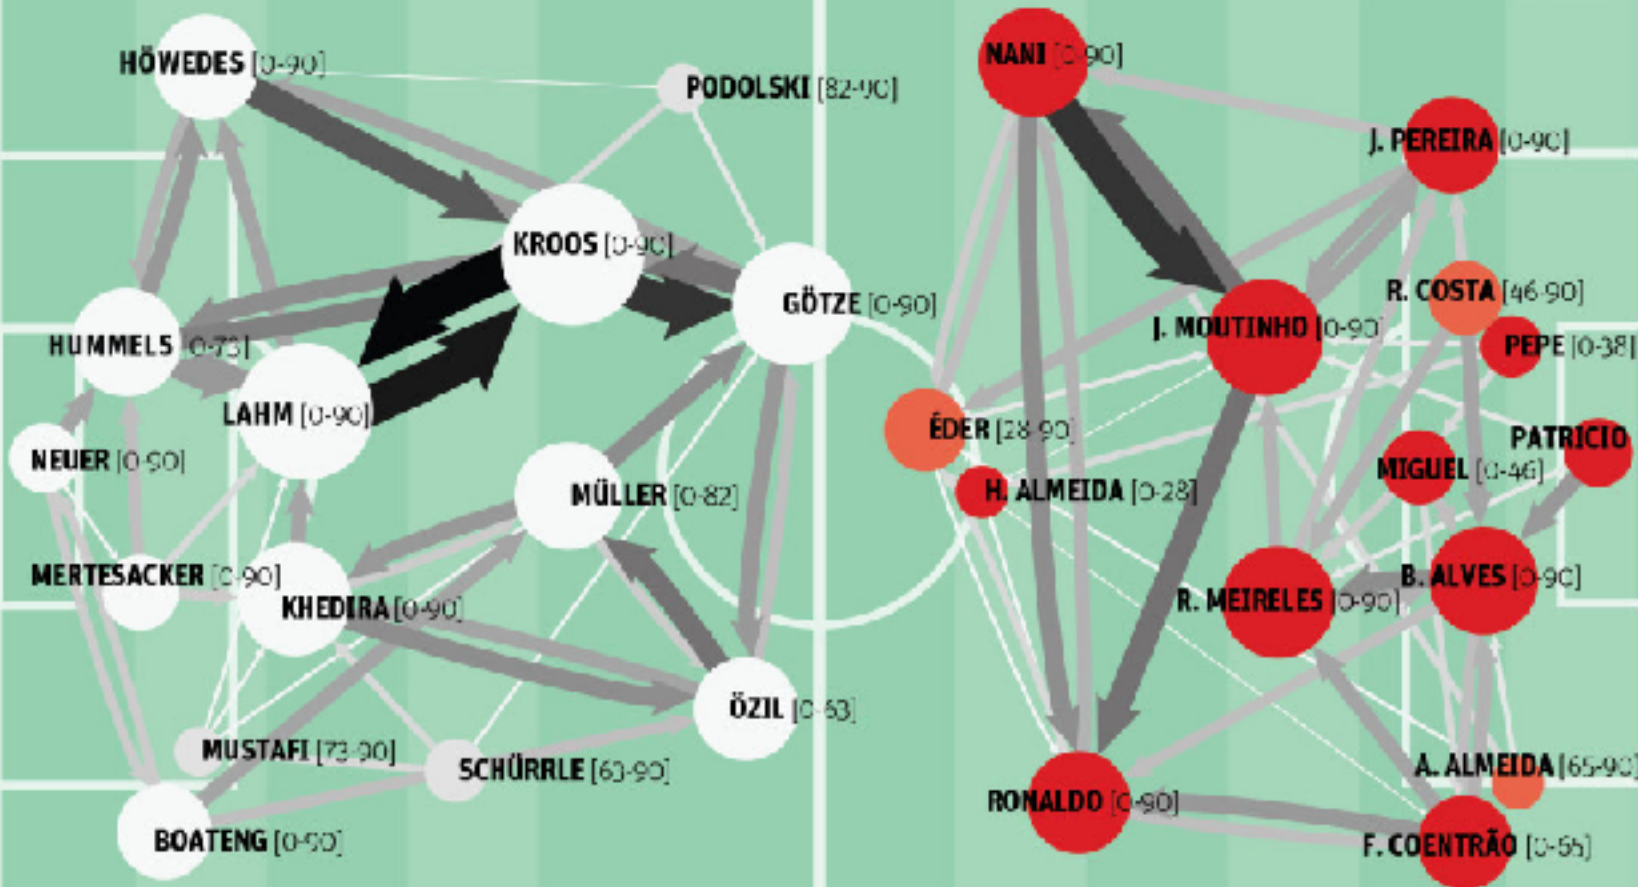 HÖWEDES [0-90]
PODOLSKI [82-90]
KROOS [0-90]
GÖTZE [0-90]
HUMMELS [0-73]
LAHM [0-90]
NEUER [0-90]
MÜLLER [0-82]
MERTESACKER [0-90]
KHEDIRA [0-90]
ÖZIL [0-63]
MUSTAFI [73-90]
SCHÜRRLE [63-90]
BOATENG [0-90]
NANI [0-90]
J. PEREIRA [0-90]
R. COSTA [46-90]
J. MOUTINHO [0-90]
PEPE [0-38]
ÉDER [28-90]
PATRICIO
MIGUEL [0-46]
H. ALMEIDA [0-28]
B. ALVES [0-90]
R. MEIRELES [0-90]
A. ALMEIDA [65-90]
RONALDO [0-90]
F. COENTRÃO [0-65]